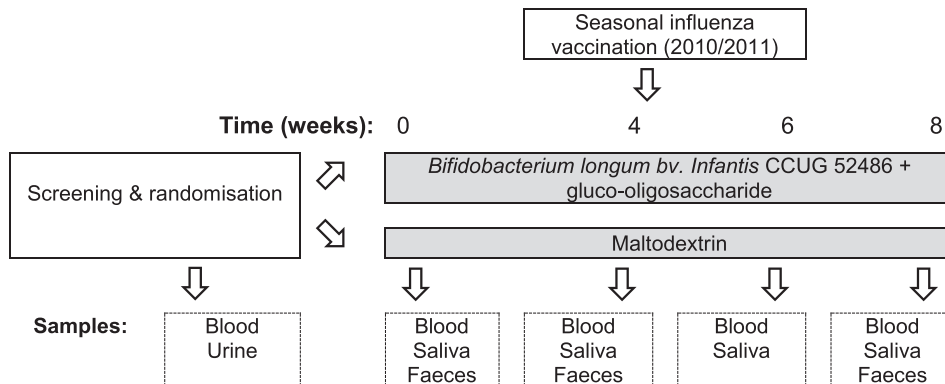 Seasonal influenza
vaccination (2010/2011)
Time (weeks): 0 4 6 8
Bifidobacterium longum bv. Infantis CCUG 52486 +
gluco-oligosaccharide
Screening & randomisation
Maltodextrin
Samples:
Blood
Urine
Blood
Saliva
Faeces
Blood
Saliva
Faeces
Blood
Saliva
Blood
Saliva
Faeces